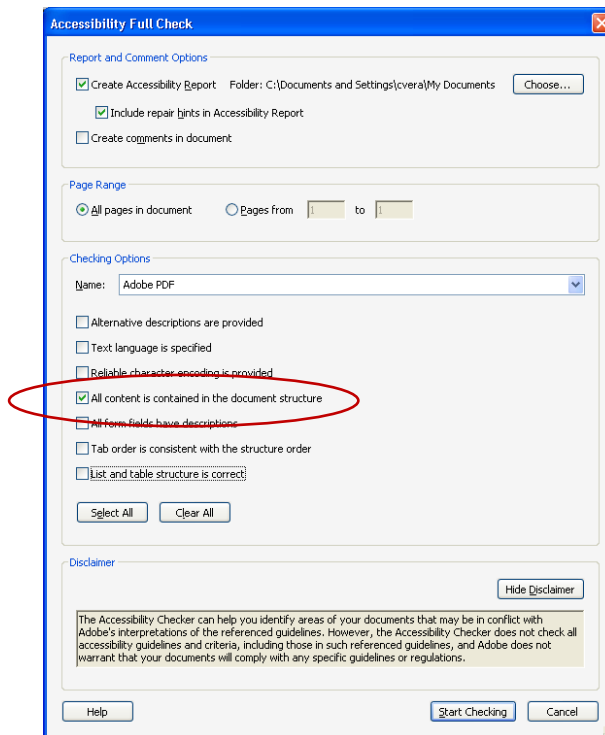 Accessibility Full Check
Report and Comment Options
Create Accessibility Report Folder: C:\Documents and Settings\cvera\My Documents Choose...
Include repair hints in Accessibility Report
Create comments in document
Page Range
All pages in document Pages from 1 to 1
Checking Options
Name: Adobe PDF
Alternative descriptions are provided
Text language is specified
Reliable character encoding is provided
All content is contained in the document structure
All form fields have descriptions
Tab order is consistent with the structure order
List and table structure is correct
Select All Clear All
Disclaimer
Hide Disclaimer
The Accessibility Checker can help you identify areas of your documents that may be in conflict with
Adobe's interpretations of the referenced guidelines. However, the Accessibility Checker does not check all
accessibility guidelines and criteria, including those in such referenced guidelines, and Adobe does not
warrant that your documents will comply with any specific guidelines or regulations.
Help Start Checking Cancel